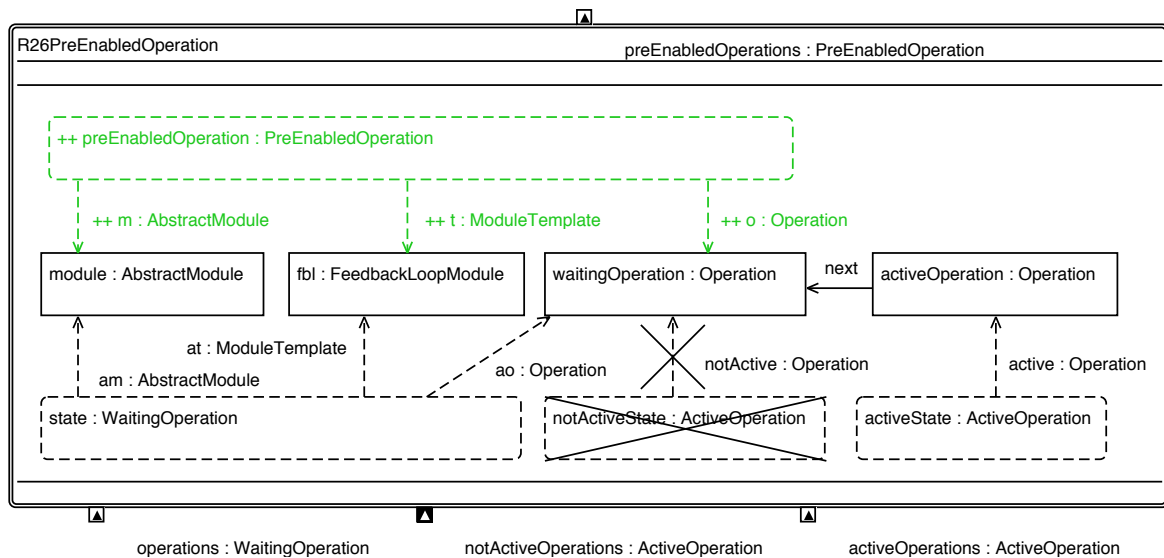 R26PreEnabledOperation
preEnabledOperations : PreEnabledOperation
++ preEnabledOperation : PreEnabledOperation
++ m : AbstractModule
++ t : ModuleTemplate
++ o : Operation
module : AbstractModule
fbl : FeedbackLoopModule
waitingOperation : Operation
next
activeOperation : Operation
at : ModuleTemplate
am : AbstractModule
ao : Operation
notActive : Operation
active : Operation
state : WaitingOperation
notActiveState : ActiveOperation
activeState : ActiveOperation
operations : WaitingOperation
notActiveOperations : ActiveOperation
activeOperations : ActiveOperation